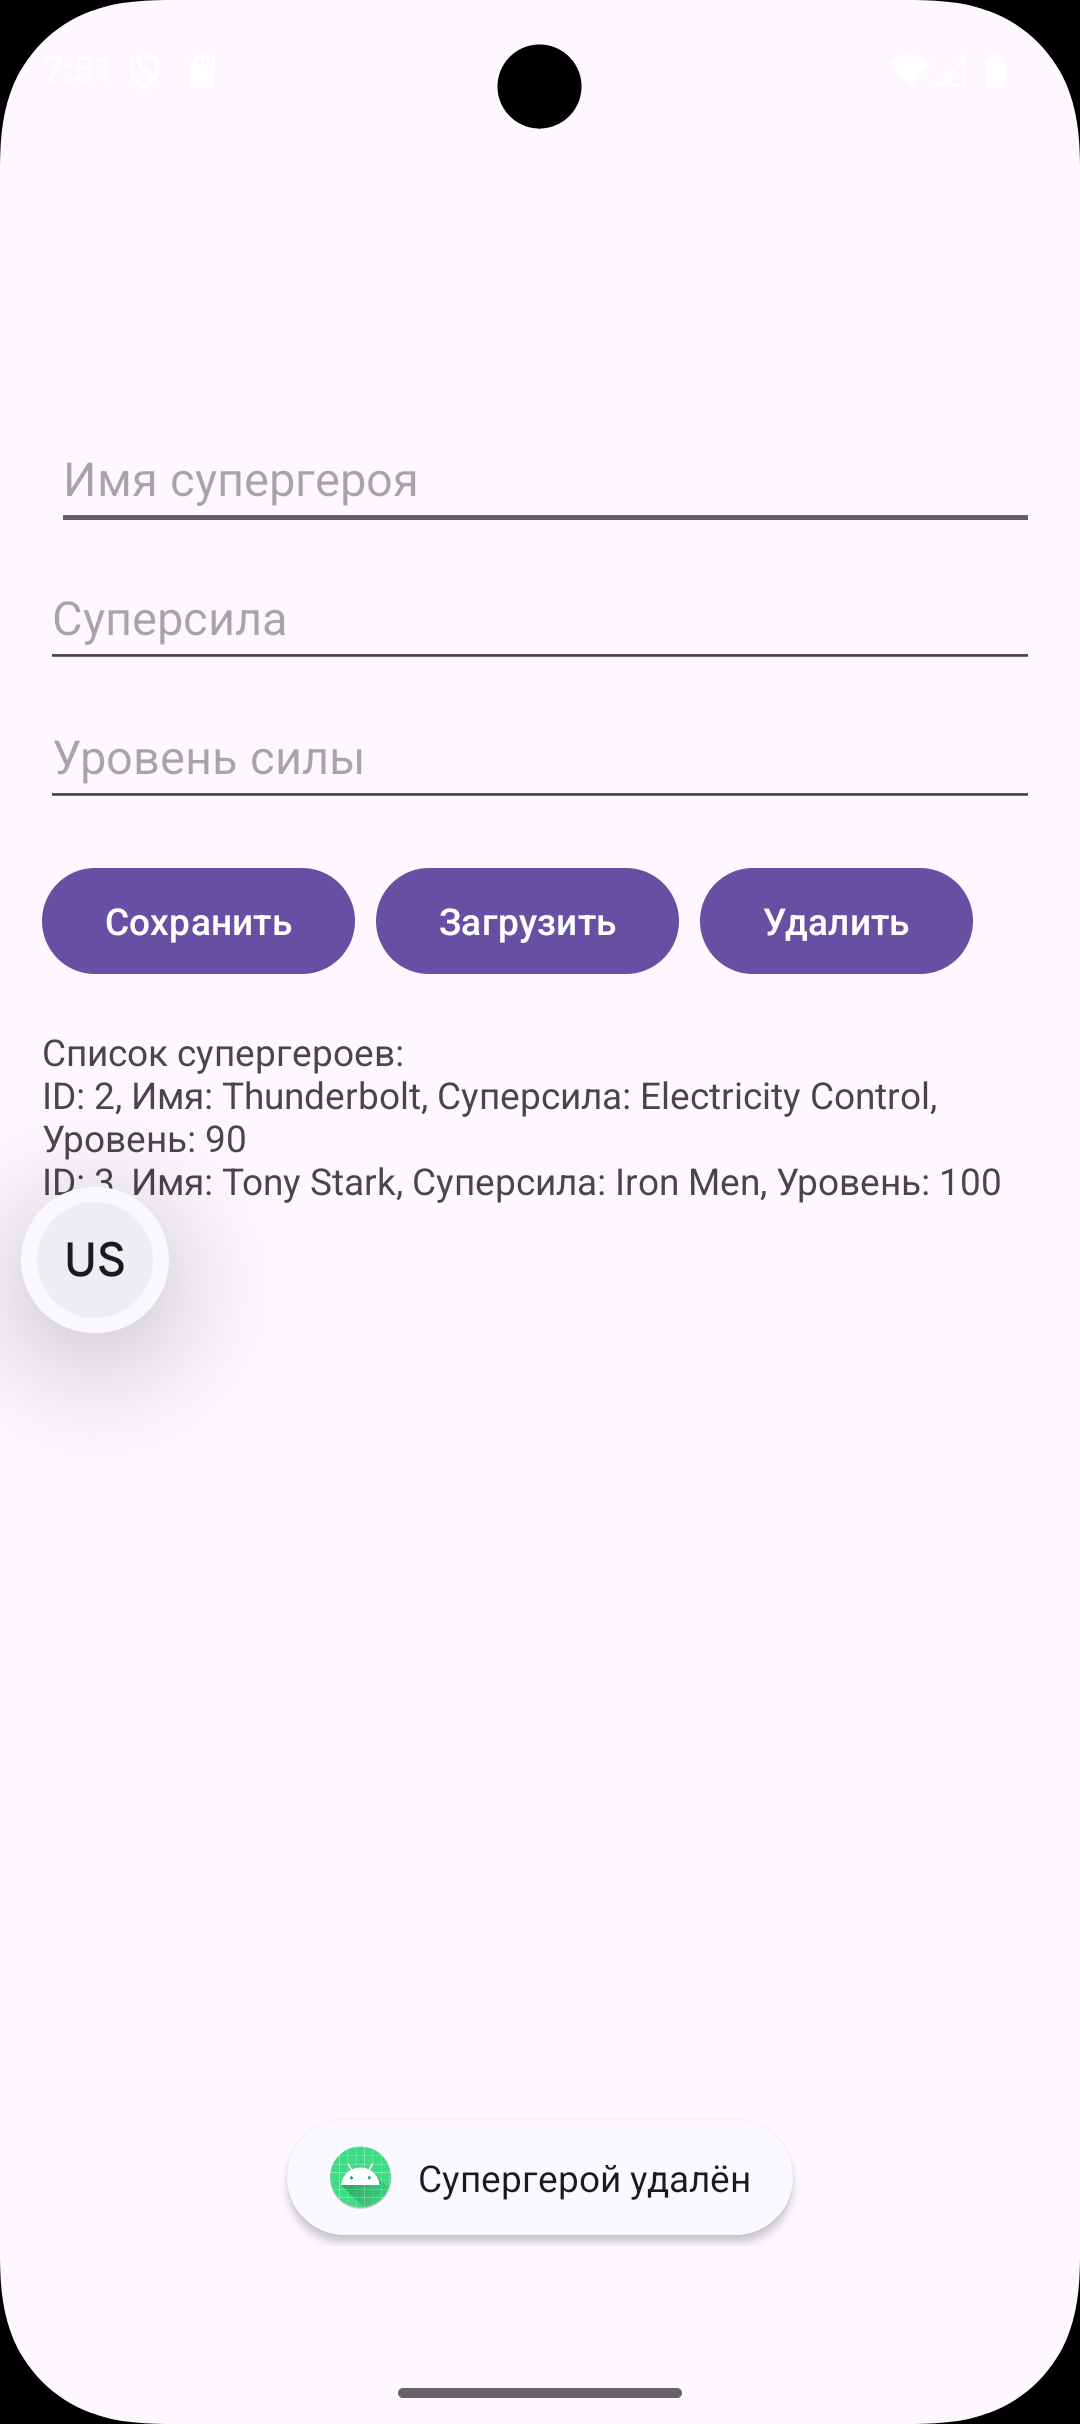 7:51
Имя супергероя
Суперсила
Уровень силы
Сохранить Загрузить Удалить
Список супергероев:
ID: 2, Имя: Thunderbolt, Суперсила: Electricity Control,
Уровень: 90
ID: 3, Имя: Tony Stark, Суперсила: Iron Men, Уровень: 100
US
Супергерой удалён